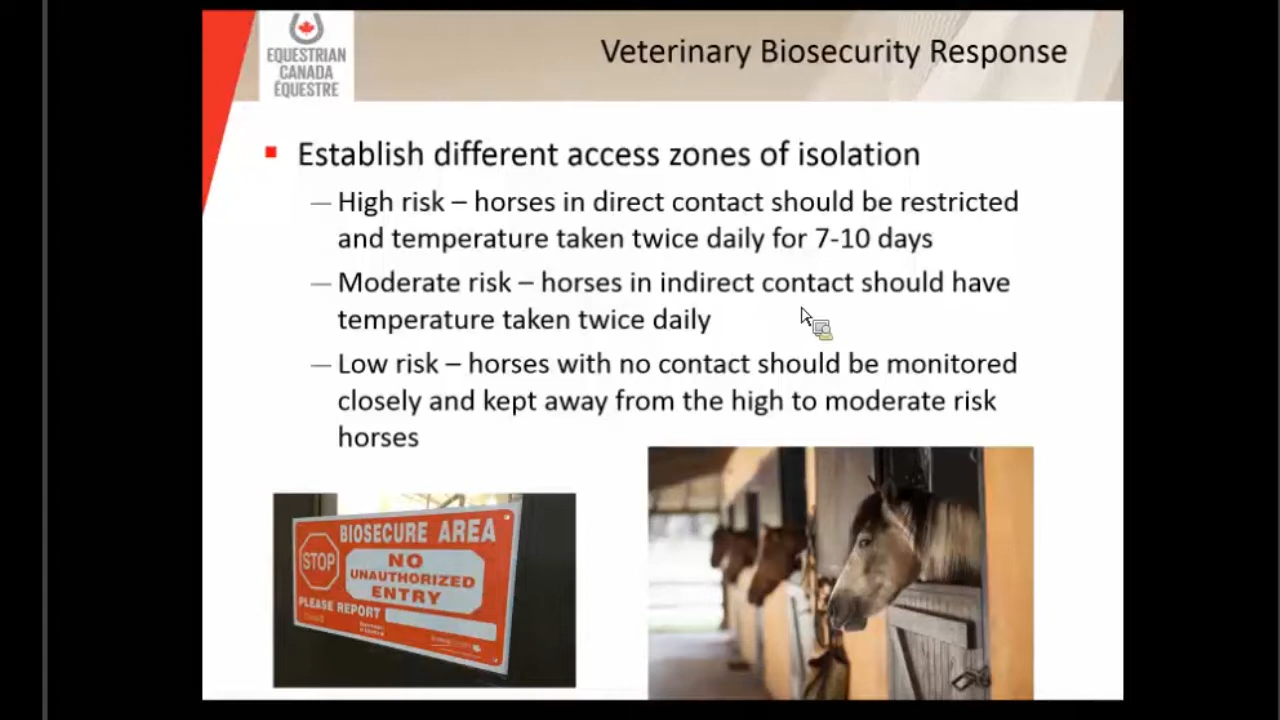 EQUESTRIAN
CANADA
ÉQUESTRE
Veterinary Biosecurity Response
Establish different access zones of isolation
— High risk – horses in direct contact should be restricted
and temperature taken twice daily for 7-10 days
— Moderate risk – horses in indirect contact should have
temperature taken twice daily
— Low risk – horses with no contact should be monitored
closely and kept away from the high to moderate risk
horses
BIOSECURE AREA
STOP
NO
UNAUTHORIZED
ENTRY
PLEASE REPORT